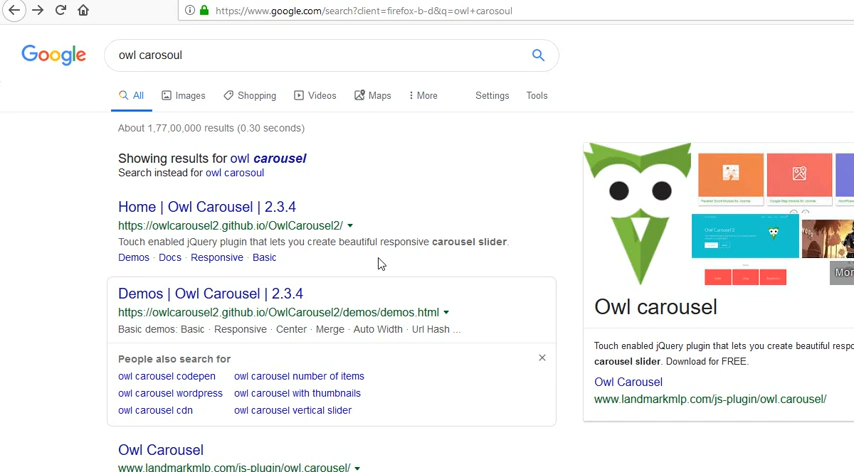 https://www.google.com/search?client=firefox-b-d&q=owl+carosoul
Google
owl carosoul
All Images Shopping Videos Maps More Settings Tools
About 1,77,00,000 results (0.30 seconds)
Showing results for owl carousel
Search instead for owl carosoul
Home | Owl Carousel | 2.3.4
https://owlcarousel2.github.io/OwlCarousel2/
Touch enabled jQuery plugin that lets you create beautiful responsive carousel slider.
Demos · Docs · Responsive · Basic
Demos | Owl Carousel | 2.3.4
https://owlcarousel2.github.io/OwlCarousel2/demos/demos.html
Basic demos: Basic · Responsive · Center · Merge · Auto Width · Url Hash ...
People also search for
owl carousel codepen owl carousel number of items
owl carousel wordpress owl carousel with thumbnails
owl carousel cdn owl carousel vertical slider
Owl Carousel
www.landmarkmlp.com/js-plugin/owl.carousel/
Mor
Owl carousel
Touch enabled jQuery plugin that lets you create beautiful respo
carousel slider. Download for FREE.
Owl Carousel
www.landmarkmlp.com/js-plugin/owl.carousel/